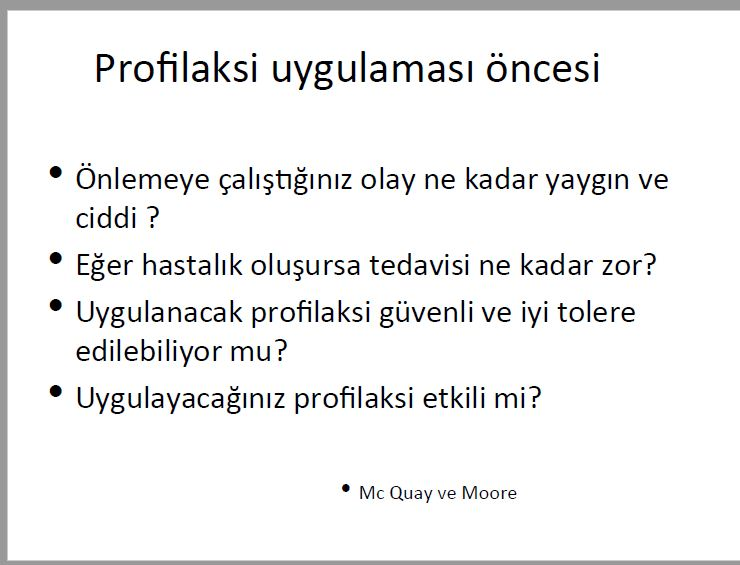 Profilaksi uygulaması öncesi
• Önlemeye çalıştığınız olay ne kadar yaygın ve
ciddi ?
• Eğer hastalık oluşursa tedavisi ne kadar zor?
• Uygulanacak profilaksi güvenli ve iyi tolere
edilebiliyor mu?
• Uygulayacağınız profilaksi etkili mi?
• Mc Quay ve Moore